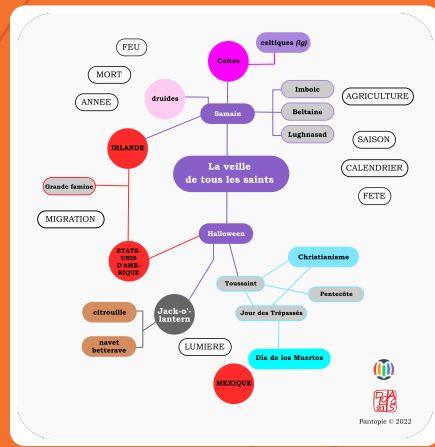 FEU
celtiques (lg)
Celtes
MORT
ANNEE
druides
Imbolc
AGRICULTURE
Samain
Beltaine
Lughnasad
IRLANDE
SAISON
La veille
de tous les saints
CALENDRIER
Grande famine
FETE
MIGRATION
Halloween
ETATS-
UNIS
D'AME-
RIQUE
Christianisme
Toussaint
Pentecôte
citrouille
Jack-o'-
lantern
Jour des Trépassés
navet
betterave
LUMIERE
Día de los Muertos
MEXIQUE
Pantopie © 2022